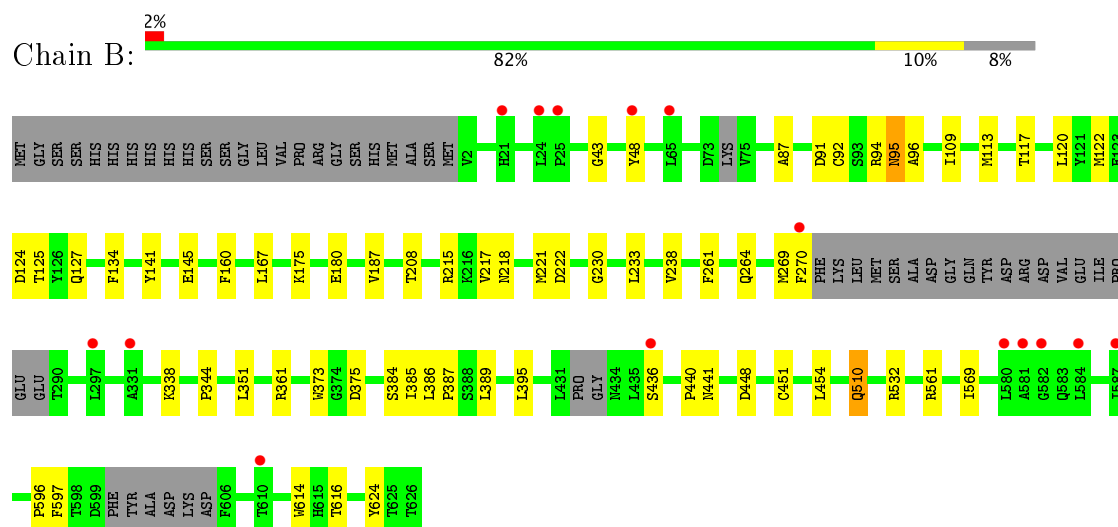 2%
Chain B:
82% 10% 8%
MET GLY SER SER HIS HIS HIS HIS HIS HIS SER SER GLY LEU VAL PRO ARG GLY SER HIS MET ALA SER MET V2 H21 L24 P25 G43 Y48 L65 D73 LYS V75 A87 D91 C92 S93 R94 N95 A96 I109 M113 T117 L120 Y121 M122 E123
D124 T125 Y126 Q127 F134 Y141 E145 F160 L167 K175 E180 V187 T208 R215 K216 V217 N218 M221 D222 G230 L233 V238 F261 Q264 M269 F270 PHE LYS LEU MET SER ALA ASP GLY GLN TYR ASP ARG ASP VAL GLU ILE PRO
GLU GLU T290 L297 A331 K338 P344 L351 R361 W373 G374 D375 S384 I385 L386 P387 S388 L389 L395 L431 PRO GLY N434 L435 S436 P440 N441 D448 C451 L454 Q510 R532 R561 I569 L580 A581 G582 Q583 L584 I587
P596 F597 T598 D599 PHE TYR ALA ASP LYS ASP F606 T610 W614 H615 T616 Y624 T625 T626